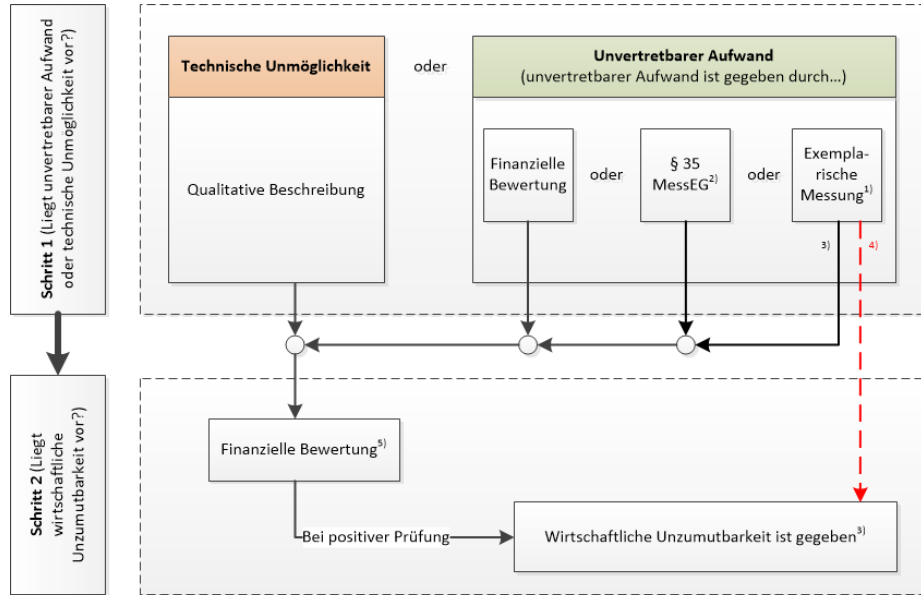 Schritt 1 (Liegt unvertretbarer Aufwand
oder technische Unmöglichkeit vor?)
Technische Unmöglichkeit
oder
Unvertretbarer Aufwand
(unvertretbarer Aufwand ist gegeben durch...)
Qualitative Beschreibung
Finanzielle
Bewertung
oder
§ 35
MessEG2)
oder
Exempla-
rische
Messung1)
3)
4)
Schritt 2 (Liegt
wirtschaftliche
Unzumutbarkeit vor?)
Finanzielle Bewertung5)
Bei positiver Prüfung
Wirtschaftliche Unzumutbarkeit ist gegeben3)